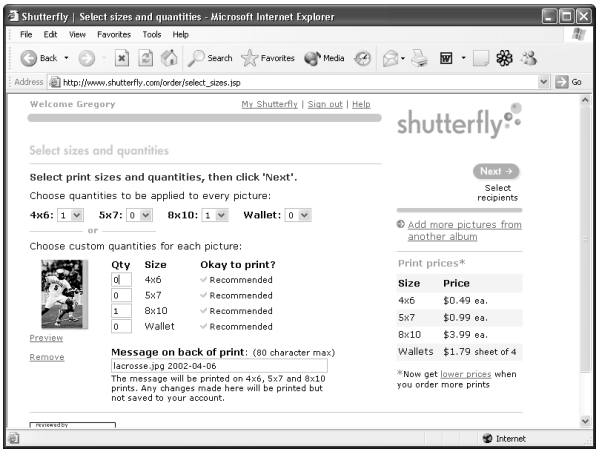 Shutterfly | Select sizes and quantities - Microsoft Internet Explorer
File Edit View Favorites Tools Help
Back Search Favorites Media
Address http://www.shutterfly.com/order/select_sizes.jsp Go
Welcome Gregory My Shutterfly | Sign out | Help
shutterfly
Select sizes and quantities
Select print sizes and quantities, then click 'Next'.
Next
Select
recipients
Choose quantities to be applied to every picture:
4x6: 1 5x7: 0 8x10: 1 Wallet: 0
or
Choose custom quantities for each picture:
Qty Size Okay to print?
0 4x6 Recommended
0 5x7 Recommended
1 8x10 Recommended
0 Wallet Recommended
Preview
Remove
Message on back of print: (80 character max)
lacrosse.jpg 2002-04-06
The message will be printed on 4x6, 5x7 and 8x10
prints. Any changes made here will be printed but
not saved to your account.
Add more pictures from
another album
Print prices*
Size Price
4x6 $0.49 ea.
5x7 $0.99 ea.
8x10 $3.99 ea.
Wallets $1.79 sheet of 4
*Now get lower prices when
you order more prints
reviewed by
Internet